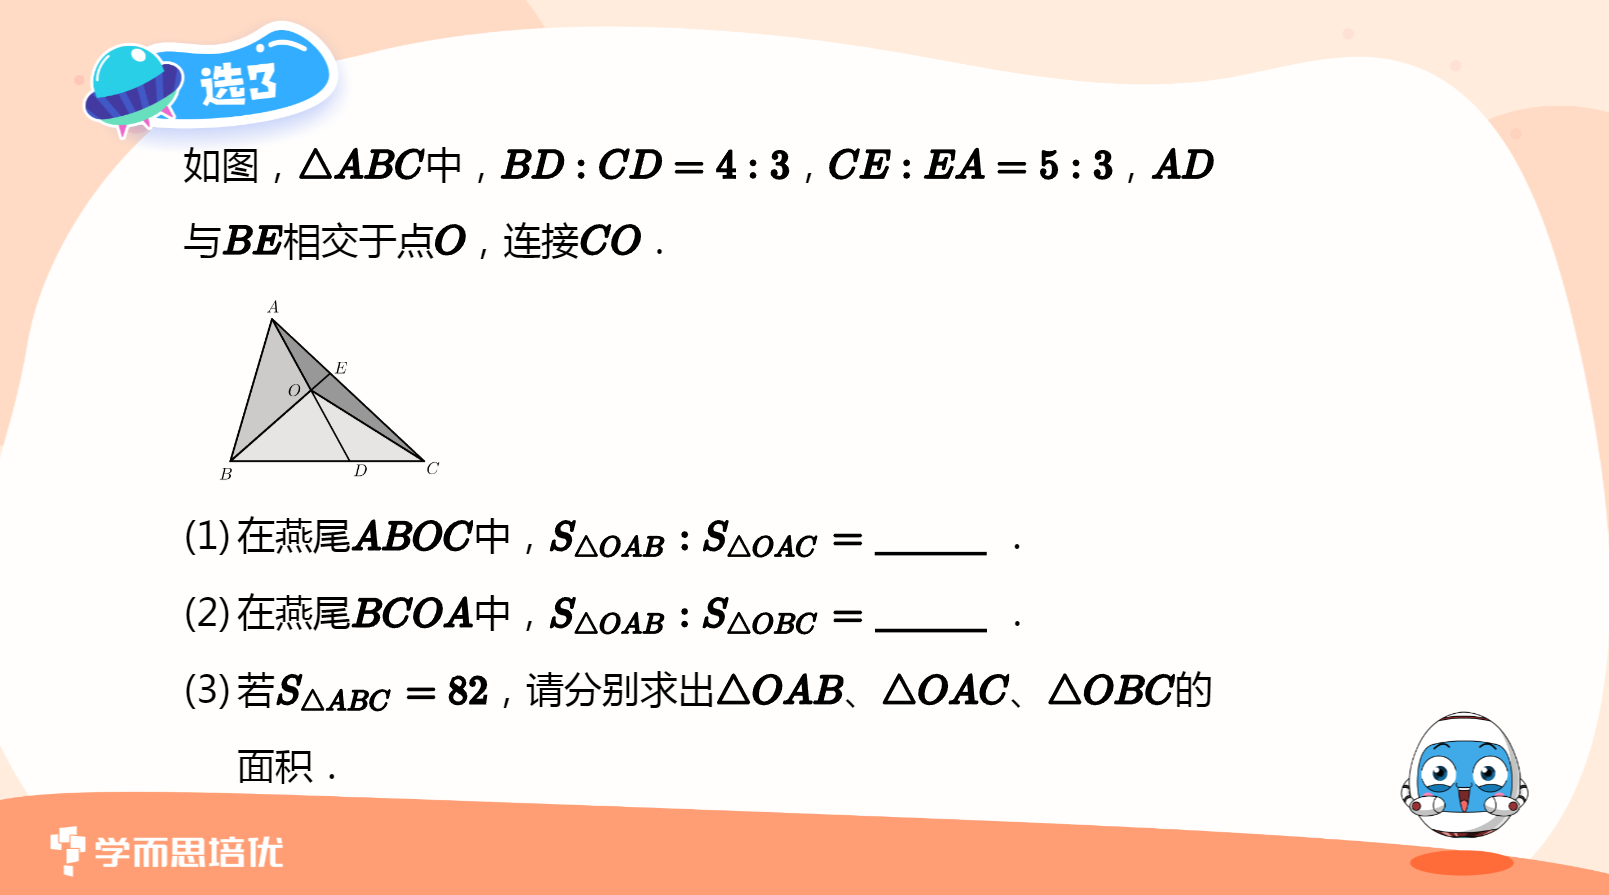 选3
如图，△ABC中，BD : CD = 4 : 3，CE : EA = 5 : 3，AD
与BE相交于点O，连接CO．
A
E
O
B
D
C
(1) 在燕尾ABOC中，S△OAB : S△OAC = ______ ．
(2) 在燕尾BCOA中，S△OAB : S△OBC = ______ ．
(3) 若S△ABC = 82，请分别求出△OAB、△OAC、△OBC的
面积．
学而思培优